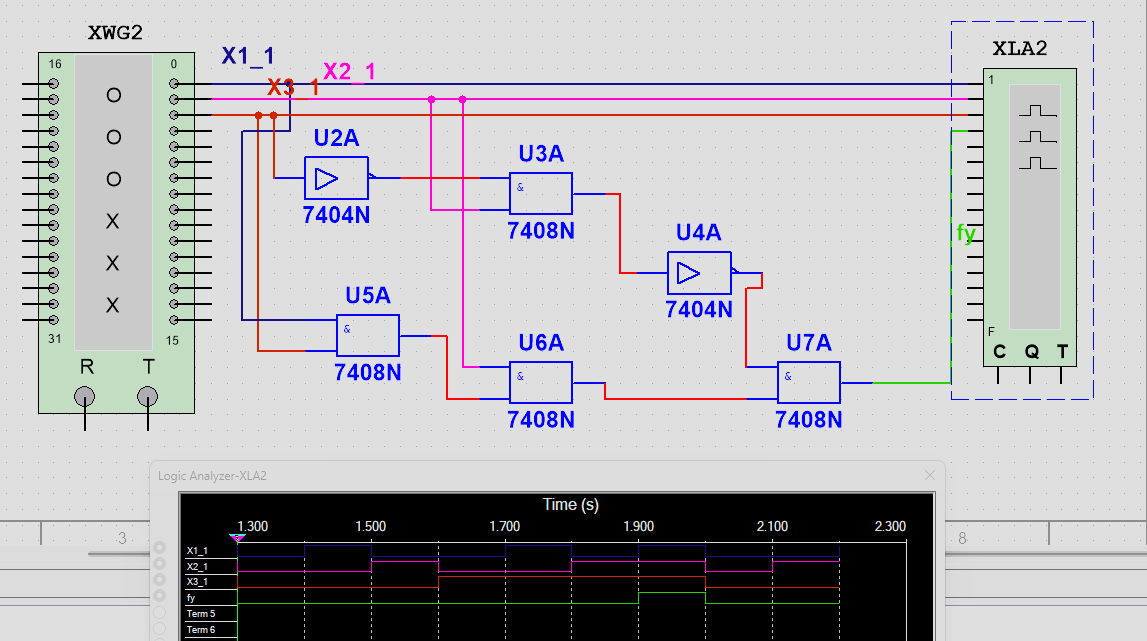 XWG2
X1_1
X2_1
X3_1
XLA2
16
0
O
O
O
X
X
X
31
15
R
T
U2A
7404N
U3A
&
7408N
U4A
7404N
U5A
&
7408N
U6A
&
7408N
U7A
&
7408N
fy
1
F
C Q T
3
8
Logic Analyzer-XLA2
Time (s)
1.300 1.500 1.700 1.900 2.100 2.300
X1_1
X2_1
X3_1
fy
Term 5
Term 6